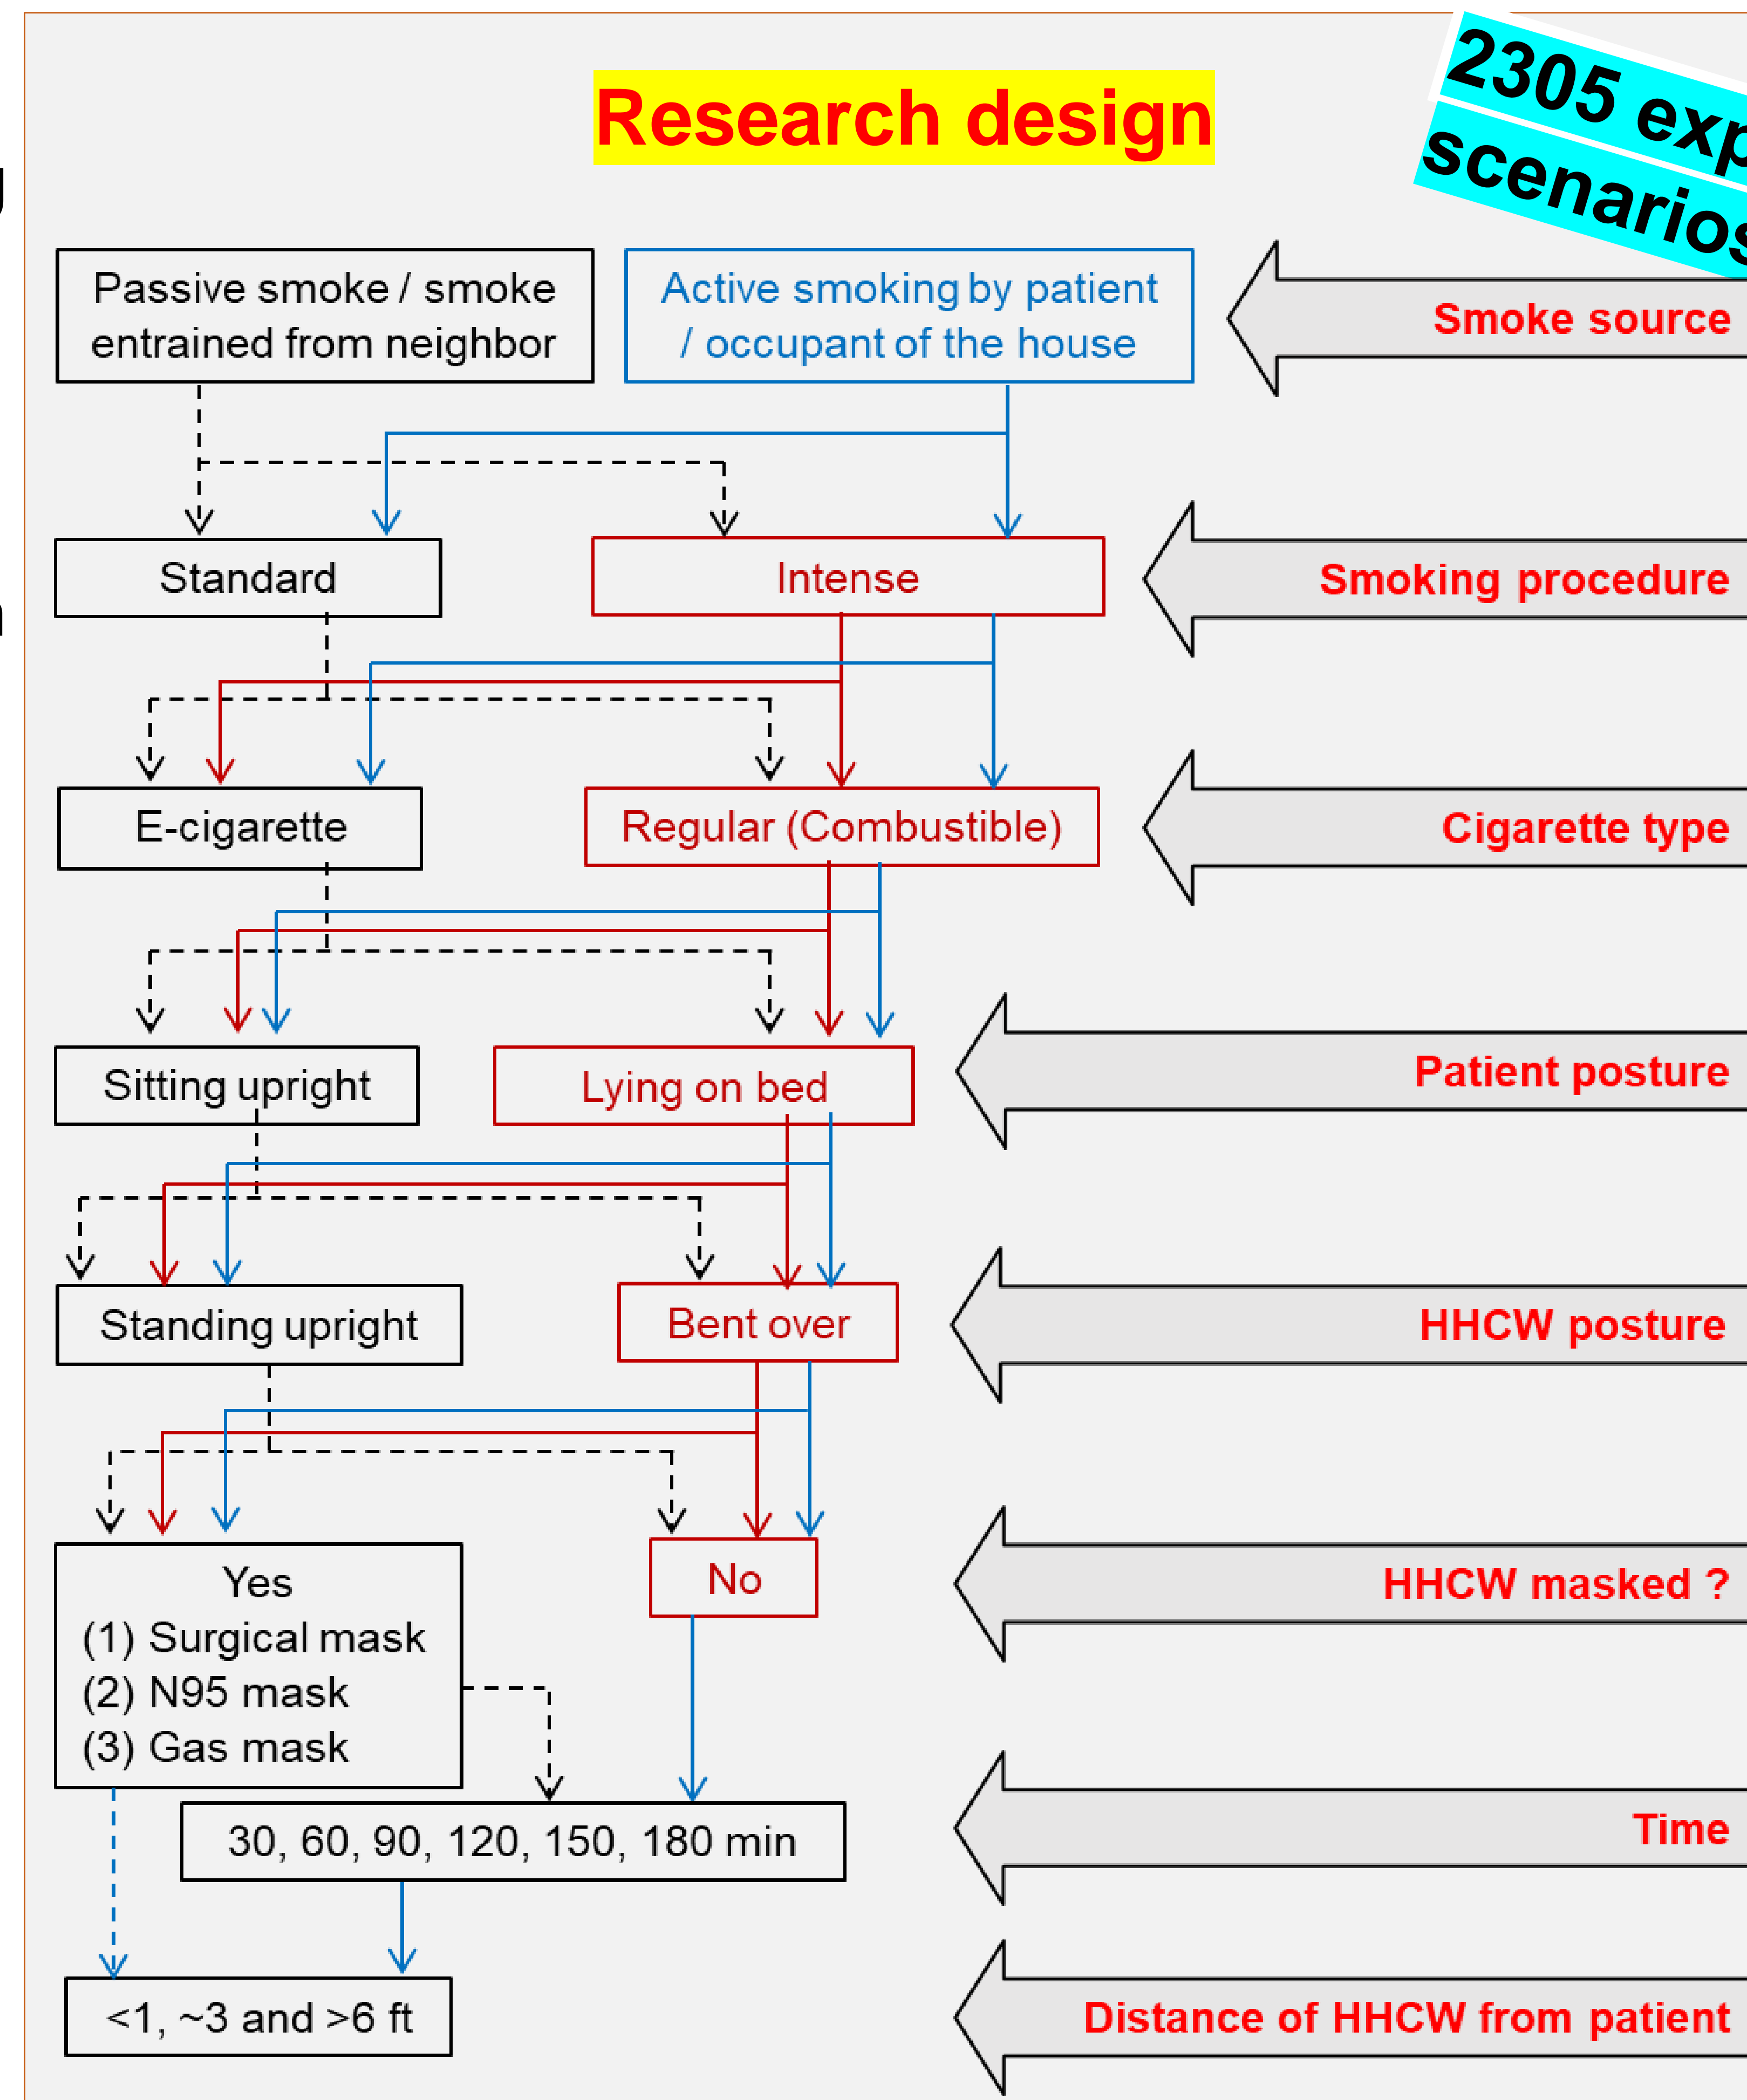 Research design
2305
scenarios
Passive smoke / smoke
entrained from neighbor
Active smoking by patient
/ occupant of the house
Smoke source
Standard
Intense
Smoking procedure
E-cigarette
Regular (Combustible)
Cigarette type
Sitting upright
Lying on bed
Patient posture
Standing upright
Bent over
HHCW posture
Yes
(1) Surgical mask
(2) N95 mask
(3) Gas mask
No
HHCW masked ?
30, 60, 90, 120, 150, 180 min
Time
<1, ~3 and >6 ft
Distance of HHCW from patient